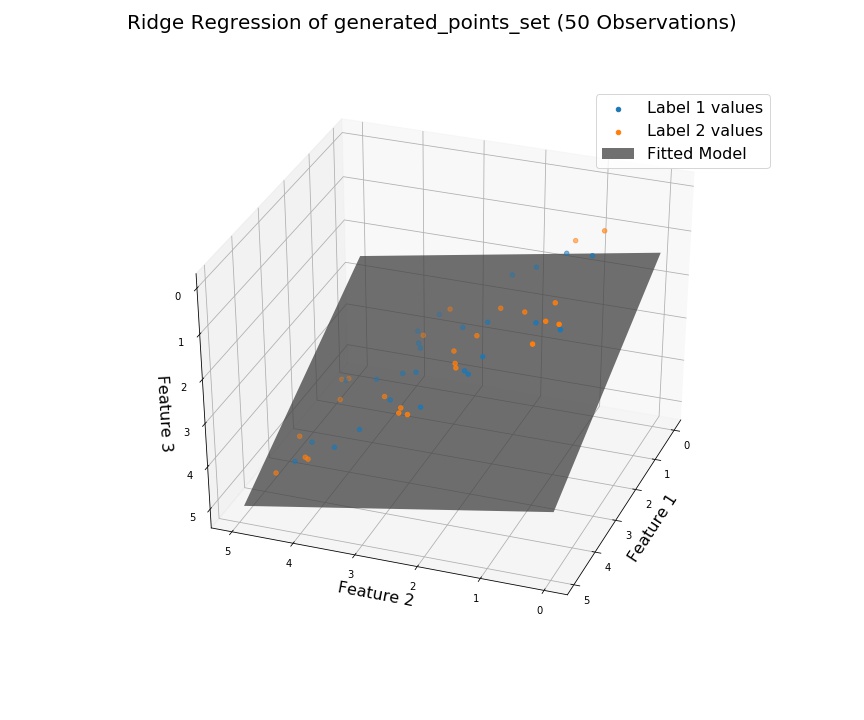 Ridge Regression of generated_points_set (50 Observations)
Label 1 values
Label 2 values
Fitted Model
0
1
2
3
4
5
Feature 3
5
4
3
2
1
0
Feature 2
0
1
2
3
4
5
Feature 1